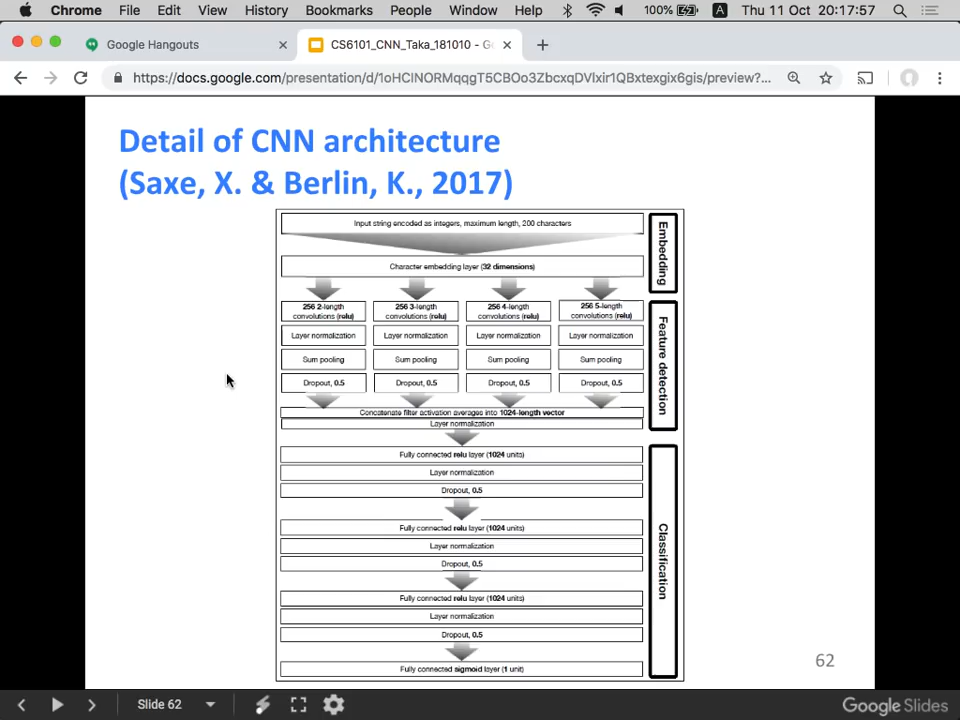 Chrome File Edit View History Bookmarks People Window Help 100% A Thu 11 Oct 20:17:57
Google Hangouts
CS6101_CNN_Taka_181010 - Go
https://docs.google.com/presentation/d/1oHClNORMqqgT5CBOo3ZbcxqDVlxir1QBxtexgix6gis/preview?...
Detail of CNN architecture
(Saxe, X. & Berlin, K., 2017)
Input string encoded as integers, maximum length, 200 characters
Character embedding layer (32 dimensions)
Embedding
256 2-length convolutions (relu)
256 3-length convolutions (relu)
256 4-length convolutions (relu)
256 5-length convolutions (relu)
Layer normalization Layer normalization Layer normalization Layer normalization
Sum pooling Sum pooling Sum pooling Sum pooling
Dropout, 0.5 Dropout, 0.5 Dropout, 0.5 Dropout, 0.5
Feature detection
Concatenate filter activation averages into 1024-length vector
Layer normalization
Fully connected relu layer (1024 units)
Layer normalization
Dropout, 0.5
Fully connected relu layer (1024 units)
Layer normalization
Dropout, 0.5
Fully connected relu layer (1024 units)
Layer normalization
Dropout, 0.5
Fully connected sigmoid layer (1 unit)
Classification
62
Slide 62
Google Slides